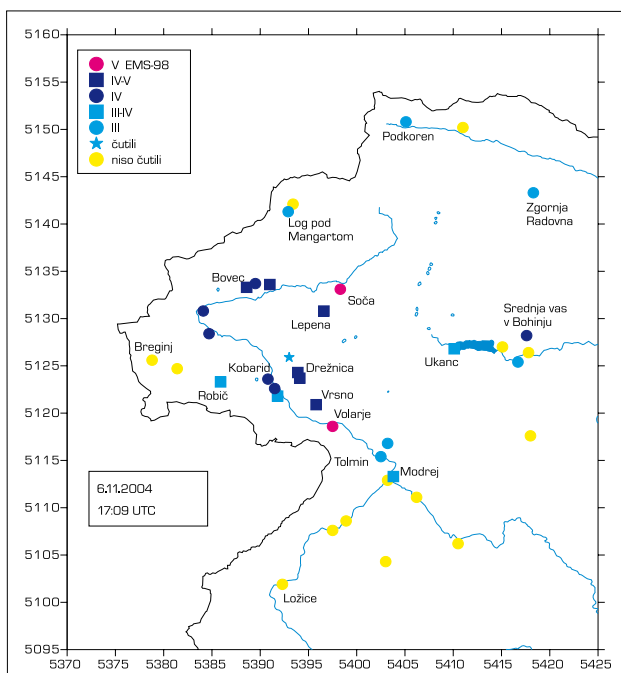 5160
5155
5150
5145
5140
5135
5130
5125
5120
5115
5110
5105
5100
5095
V EMS-98
IV-V
IV
III-IV
III
čutili
niso čutili
Podkoren
Zgornja
Radovna
Log pod
Mangartom
Bovec
Soča
Lepena
Srednja vas
v Bohinju
Breginj
Ukanc
Kobarid
Drežnica
Robič
Vrsno
Volarje
Tolmin
Modrej
6.11.2004
17:09 UTC
Ložice
5370 5375 5380 5385 5390 5395 5400 5405 5410 5415 5420 5425